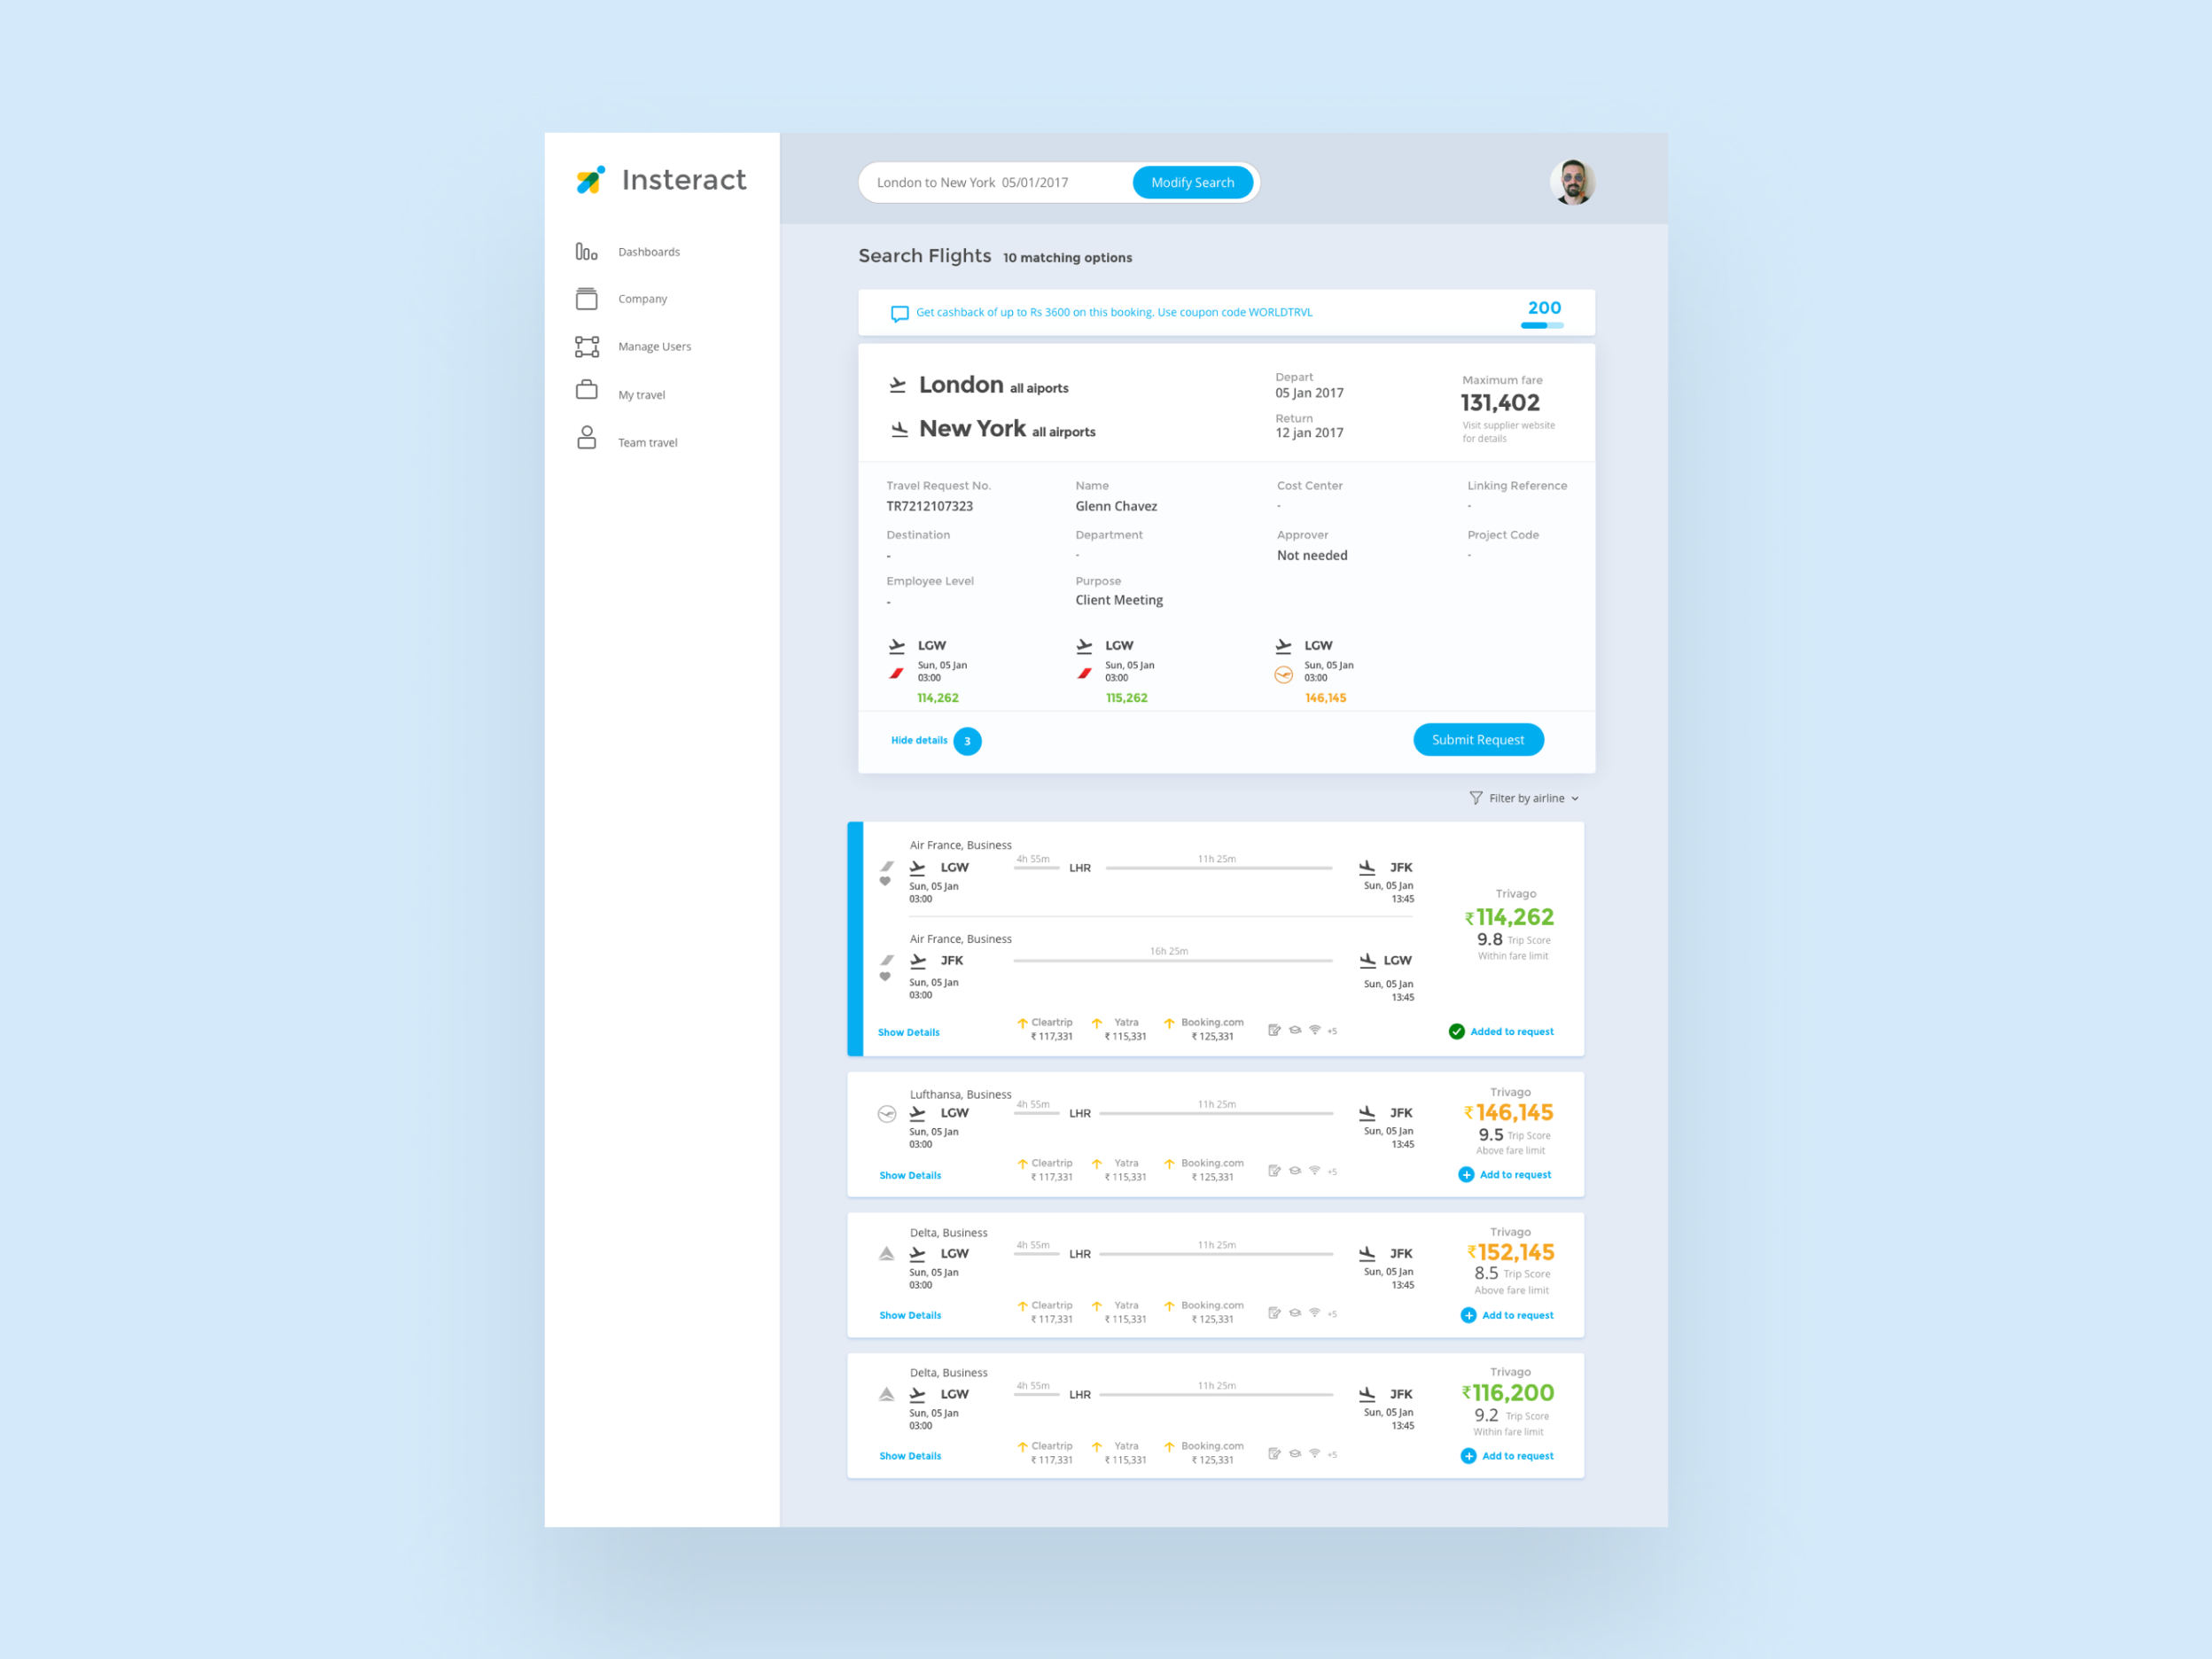 Insteract
Dashboards
Company
Manage Users
My travel
Team travel
London to New York 05/01/2017
Modify Search
Search Flights 10 matching options
Get cashback of up to Rs 3600 on this booking. Use coupon code WORLDTRVL
200
London all aiports
New York all airports
Depart
05 Jan 2017
Return
12 jan 2017
Maximum fare
131,402
Visit supplier website
for details
Travel Request No.
TR7212107323
Name
Glenn Chavez
Cost Center
-
Linking Reference
-
Destination
-
Department
-
Approver
Not needed
Project Code
-
Employee Level
-
Purpose
Client Meeting
LGW
Sun, 05 Jan
03:00
114,262
LGW
Sun, 05 Jan
03:00
115,262
LGW
Sun, 05 Jan
03:00
146,145
Hide details 3
Submit Request
Filter by airline
Air France, Business
LGW
Sun, 05 Jan
03:00
4h 55m
LHR
11h 25m
JFK
Sun, 05 Jan
13:45
Air France, Business
JFK
Sun, 05 Jan
03:00
16h 25m
LGW
Sun, 05 Jan
13:45
Trivago
₹114,262
9.8 Trip Score
Within fare limit
Show Details
Cleartrip
₹ 117,331
Yatra
₹ 115,331
Booking.com
₹ 125,331
+5
Added to request
Lufthansa, Business
LGW
Sun, 05 Jan
03:00
4h 55m
LHR
11h 25m
JFK
Sun, 05 Jan
13:45
Trivago
₹146,145
9.5 Trip Score
Above fare limit
Show Details
Cleartrip
₹ 117,331
Yatra
₹ 115,331
Booking.com
₹ 125,331
+5
Add to request
Delta, Business
LGW
Sun, 05 Jan
03:00
4h 55m
LHR
11h 25m
JFK
Sun, 05 Jan
13:45
Trivago
₹152,145
8.5 Trip Score
Above fare limit
Show Details
Cleartrip
₹ 117,331
Yatra
₹ 115,331
Booking.com
₹ 125,331
+5
Add to request
Delta, Business
LGW
Sun, 05 Jan
03:00
4h 55m
LHR
11h 25m
JFK
Sun, 05 Jan
13:45
Trivago
₹116,200
9.2 Trip Score
Within fare limit
Show Details
Cleartrip
₹ 117,331
Yatra
₹ 115,331
Booking.com
₹ 125,331
+5
Add to request